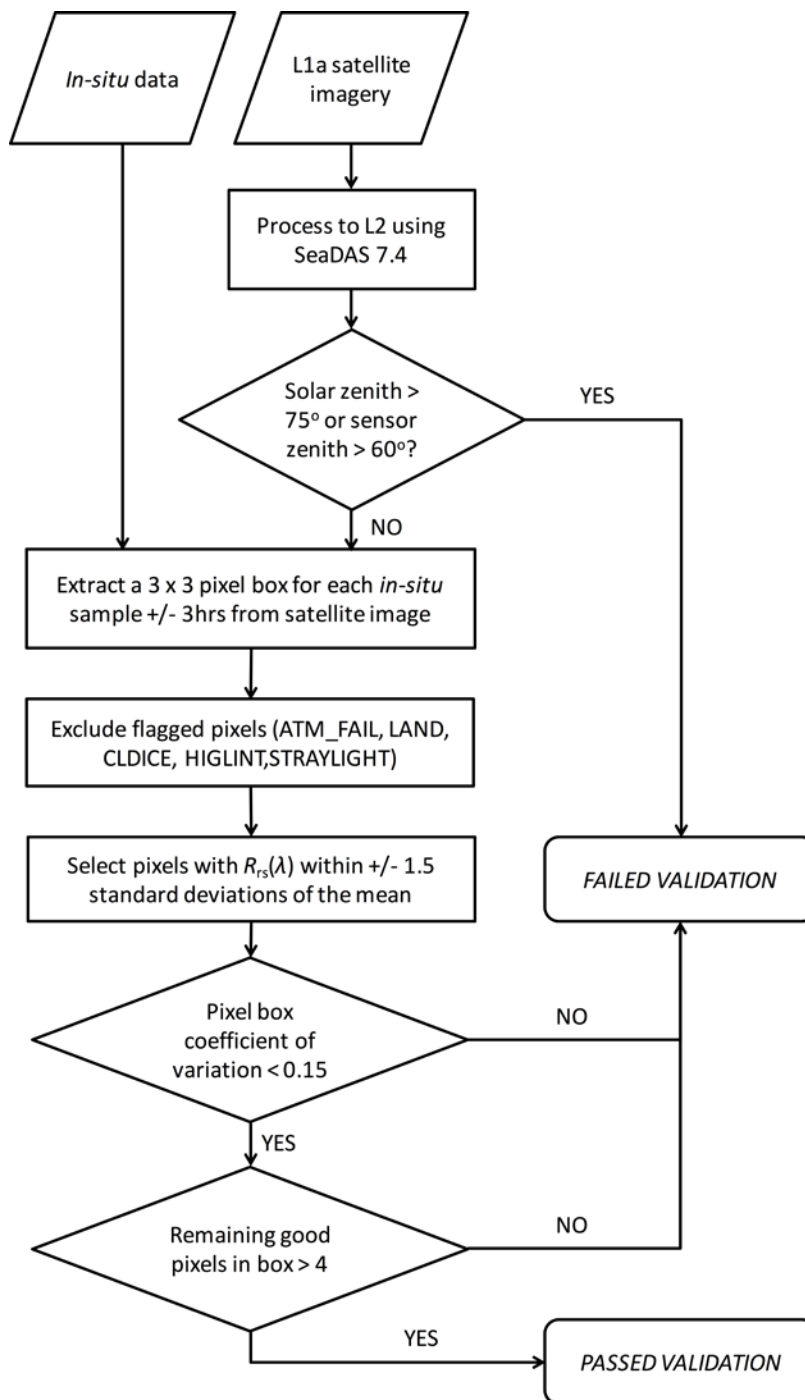 In-situ data
L1a satellite
imagery
Process to L2 using
SeaDAS 7.4
Solar zenith >
75° or sensor
zenith > 60°?
YES
NO
Extract a 3 x 3 pixel box for each in-situ
sample +/- 3hrs from satellite image
Exclude flagged pixels (ATM_FAIL, LAND,
CLDICE, HIGLINT,STRAYLIGHT)
Select pixels with Rrs(λ) within +/- 1.5
standard deviations of the mean
FAILED VALIDATION
Pixel box
coefficient of
variation < 0.15
NO
YES
Remaining good
pixels in box > 4
NO
YES
PASSED VALIDATION